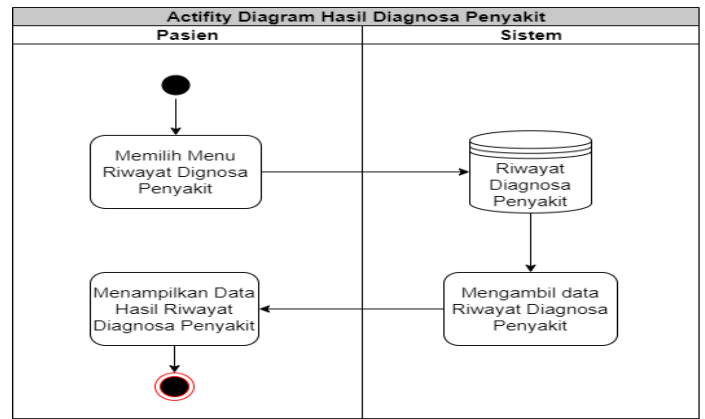 Actifity Diagram Hasil Diagnosa Penyakit
Pasien
Sistem
Memilih Menu
Riwayat Dignosa
Penyakit
Riwayat
Diagnosa
Penyakit
Menampilkan Data
Hasil Riwayat
Diagnosa Penyakit
Mengambil data
Riwayat Diagnosa
Penyakit